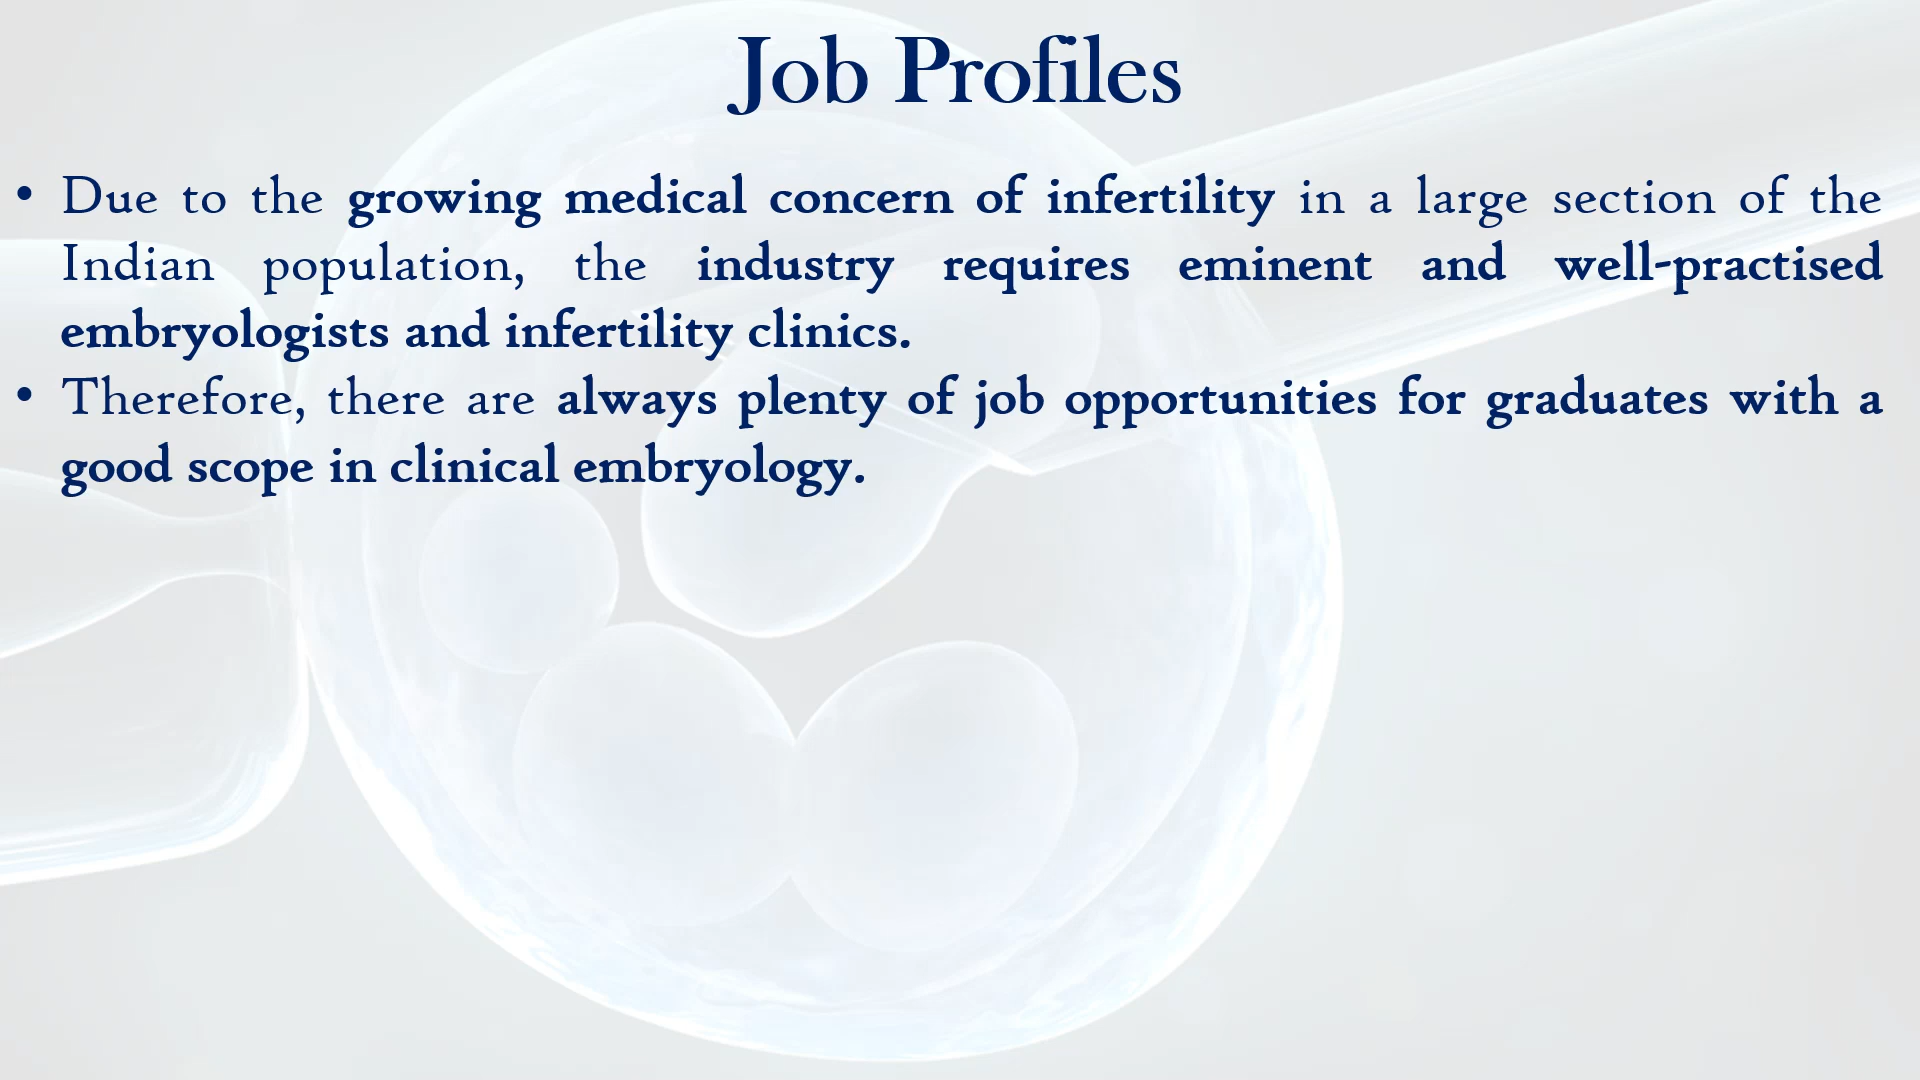 Job Profiles
• Due to the growing medical concern of infertility in a large section of the
Indian population, the industry requires eminent and well-practised
embryologists and infertility clinics.
• Therefore, there are always plenty of job opportunities for graduates with a
good scope in clinical embryology.